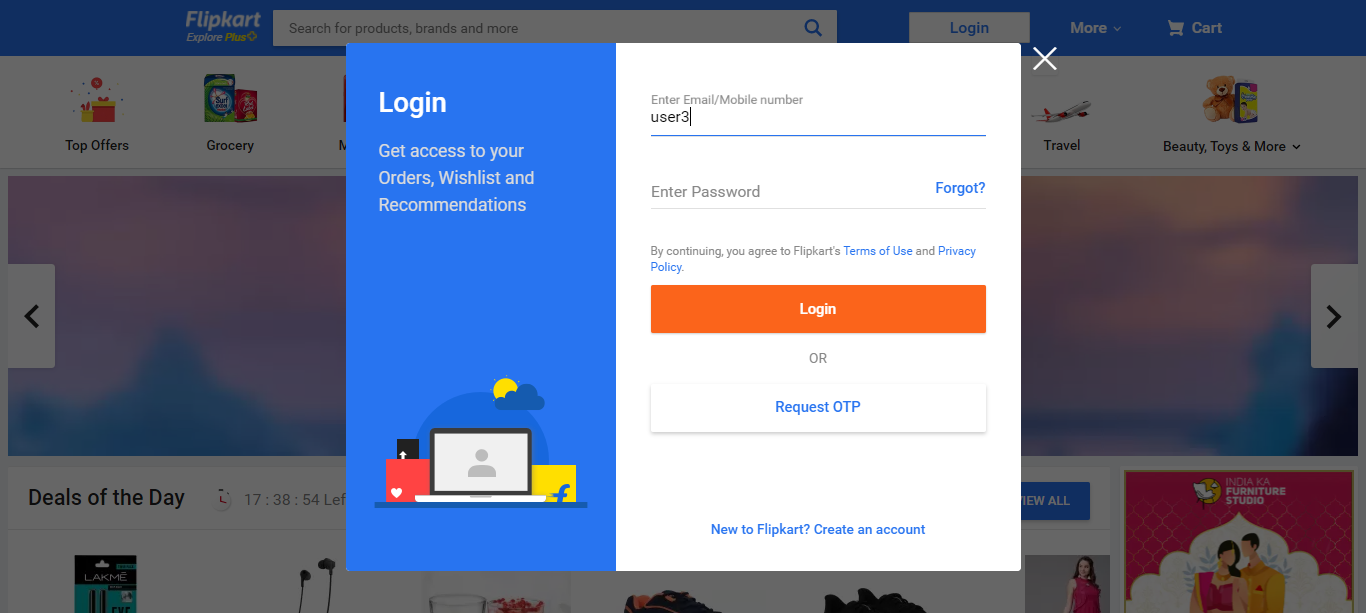 Flipkart
Explore Plus
Search for products, brands and more
Login
More
Cart
Top Offers
Grocery
M
Travel
Beauty, Toys & More
Login
Get access to your
Orders, Wishlist and
Recommendations
Enter Email/Mobile number
user3
Enter Password
Forgot?
By continuing, you agree to Flipkart's Terms of Use and Privacy
Policy.
Login
OR
Request OTP
New to Flipkart? Create an account
Deals of the Day
17 : 38 : 54 Lef
VIEW ALL
INDIA KA
FURNITURE
STUDIO
LAKMÉ
EYE